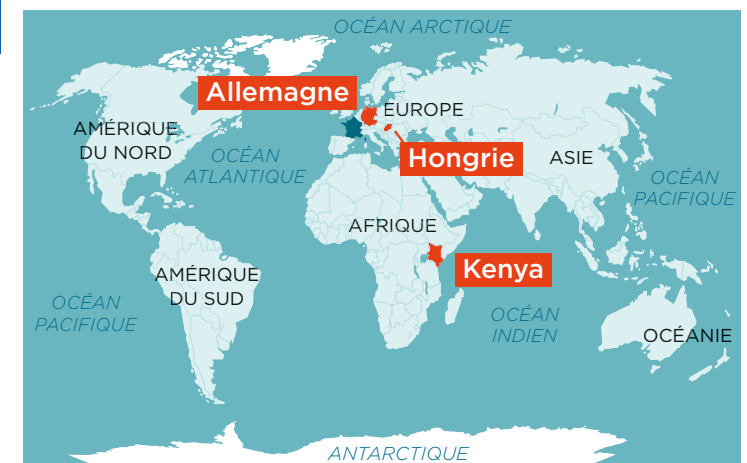 OCÉAN ARCTIQUE
Allemagne
EUROPE
AMÉRIQUE
DU NORD
OCÉAN
ATLANTIQUE
Hongrie
ASIE
OCÉAN
PACIFIQUE
AFRIQUE
Kenya
AMÉRIQUE
DU SUD
OCÉAN
PACIFIQUE
OCÉAN
INDIEN
OCÉANIE
ANTARCTIQUE